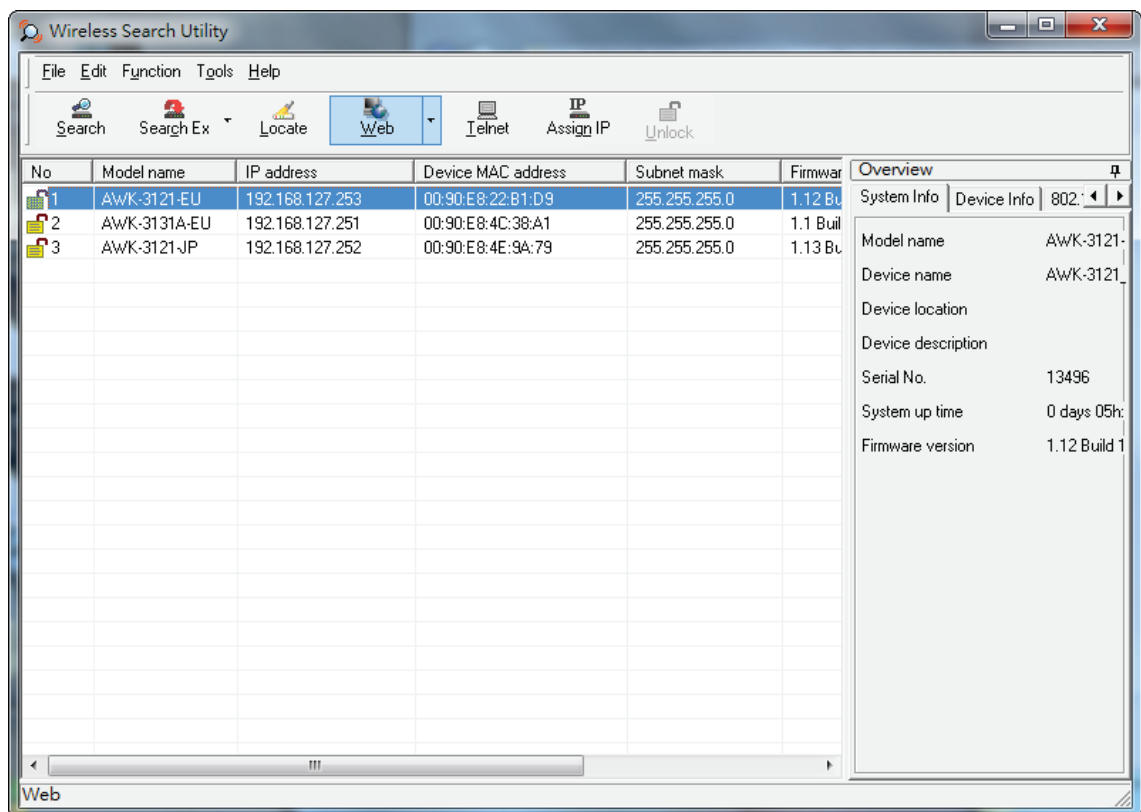 Wireless Search Utility
File Edit Function Tools Help
Search Search Ex Locate Web Telnet IP Assign IP Unlock
No Model name IP address Device MAC address Subnet mask Firmwar
1 AWK-3121-EU 192.168.127.253 00:90:E8:22:B1:D9 255.255.255.0 1.12 Bu
2 AWK-3131A-EU 192.168.127.251 00:90:E8:4C:38:A1 255.255.255.0 1.1 Buil
3 AWK-3121-JP 192.168.127.252 00:90:E8:4E:9A:79 255.255.255.0 1.13 Bu
Overview
System Info Device Info 802.1
Model name AWK-3121-
Device name AWK-3121_
Device location
Device description
Serial No. 13496
System up time 0 days 05h:
Firmware version 1.12 Build 1
Web